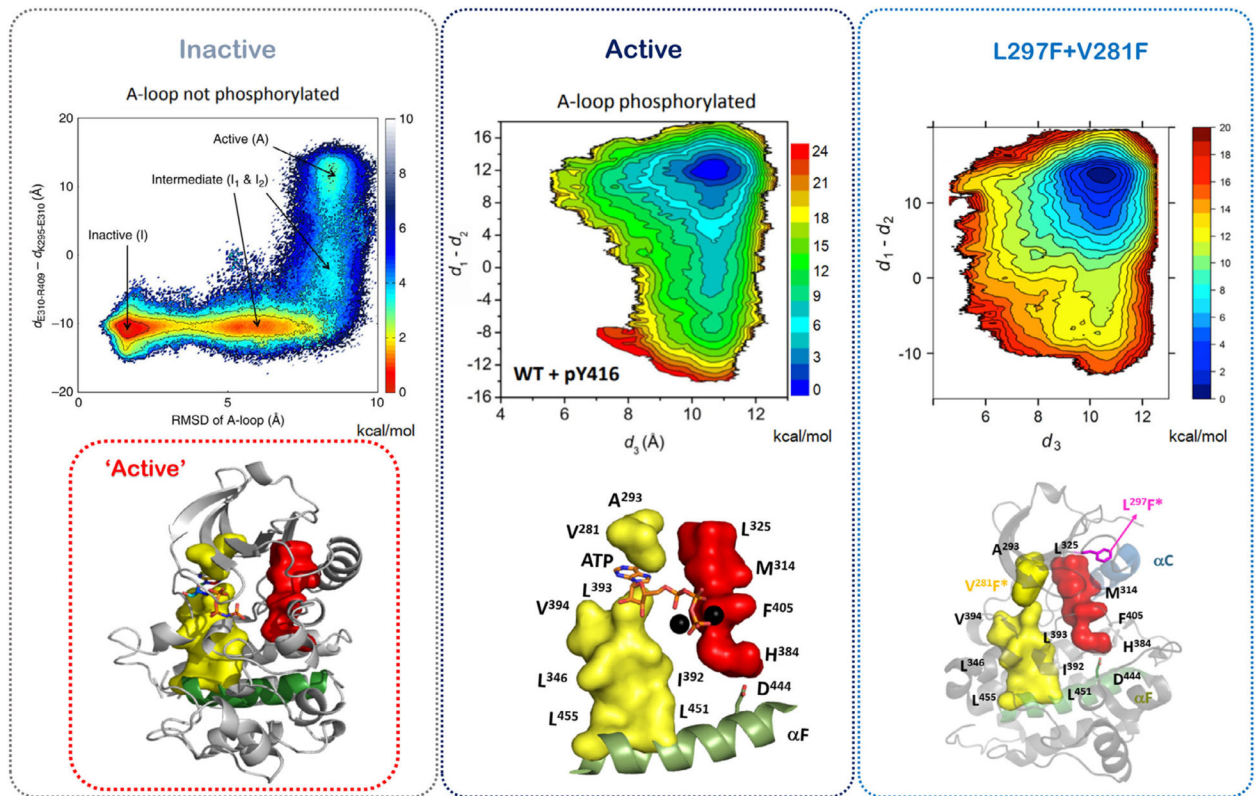 Inactive
A-loop not phosphorylated
20
10
0
−10
−20
dE310-R409 − dK295-E310 (Å)
Active (A)
Intermediate (I1 & I2)
Inactive (I)
0
5
10
RMSD of A-loop (Å)
10
8
6
4
2
0
kcal/mol
'Active'
Active
A-loop phosphorylated
16
12
8
4
0
-4
-8
-12
-16
d1 - d2
WT + pY416
4
6
8
10
12
d3 (Å)
24
21
18
15
12
9
6
3
0
kcal/mol
A293
V281
ATP
L325
M314
L393
V394
F405
H384
L346
I392
D444
L455
L451
αF
L297F+V281F
10
0
-10
d1 - d2
6
8
10
12
d3
20
18
16
14
12
10
8
6
4
2
0
kcal/mol
L297F*
A293
L325
αC
V281F*
M314
V394
F405
L393
H384
L346
I392
D444
L455
L451
αF